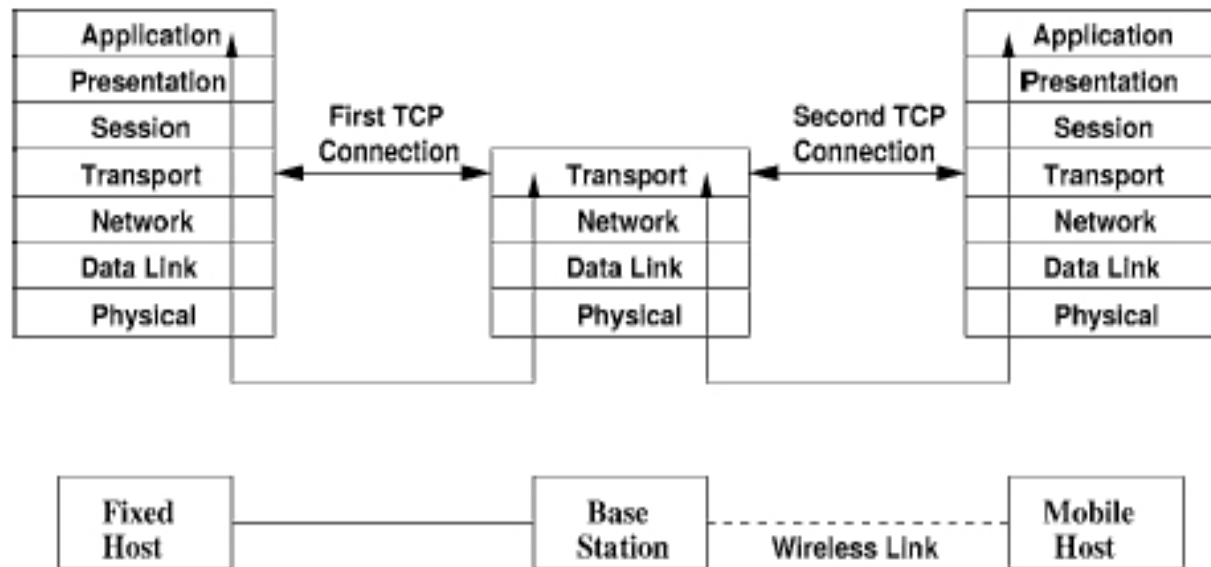 Application
Presentation
Session
Transport
Network
Data Link
Physical
First TCP
Connection
Transport
Network
Data Link
Physical
Second TCP
Connection
Application
Presentation
Session
Transport
Network
Data Link
Physical
Fixed
Host
Base
Station
Wireless Link
Mobile
Host